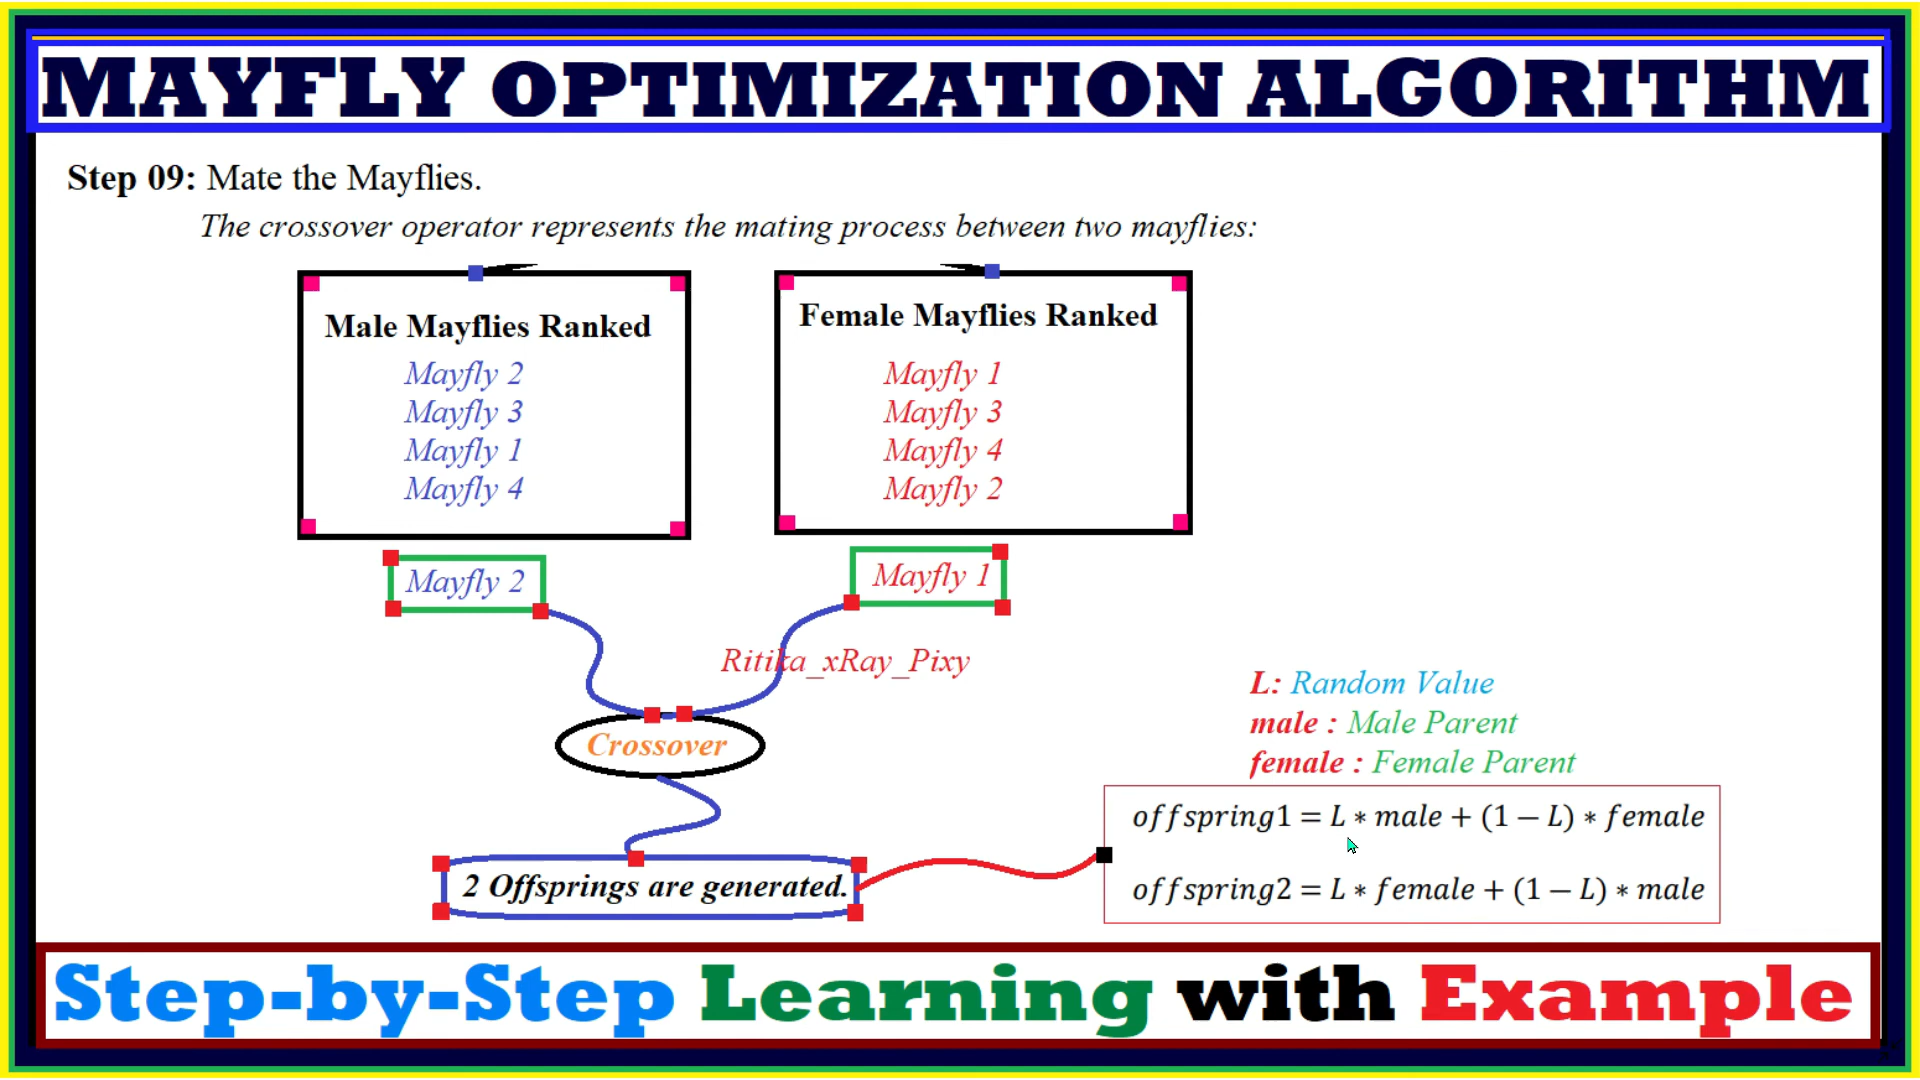 MAYFLY OPTIMIZATION ALGORITHM
Step 09: Mate the Mayflies.
The crossover operator represents the mating process between two mayflies:
Male Mayflies Ranked
Mayfly 2
Mayfly 3
Mayfly 1
Mayfly 4
Female Mayflies Ranked
Mayfly 1
Mayfly 3
Mayfly 4
Mayfly 2
Mayfly 2
Mayfly 1
Ritika_xRay_Pixy
Crossover
2 Offsprings are generated.
L: Random Value
male : Male Parent
female : Female Parent
offspring1 = L * male + (1 − L) * female
offspring2 = L * female + (1 − L) * male
Step-by-Step Learning with Example